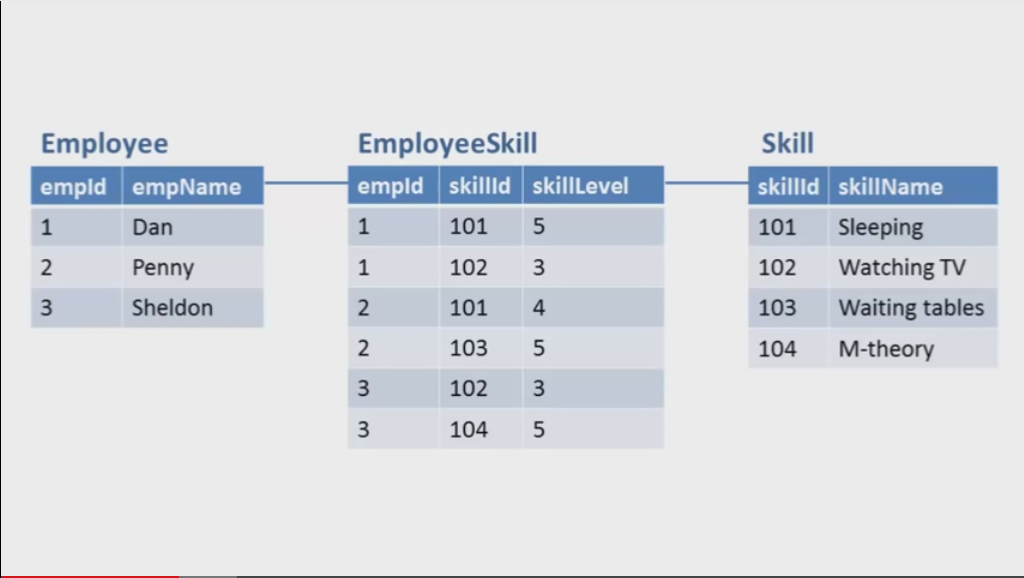 Employee
empId empName
1 Dan
2 Penny
3 Sheldon
EmployeeSkill
empId skillId skillLevel
1 101 5
1 102 3
2 101 4
2 103 5
3 102 3
3 104 5
Skill
skillId skillName
101 Sleeping
102 Watching TV
103 Waiting tables
104 M-theory